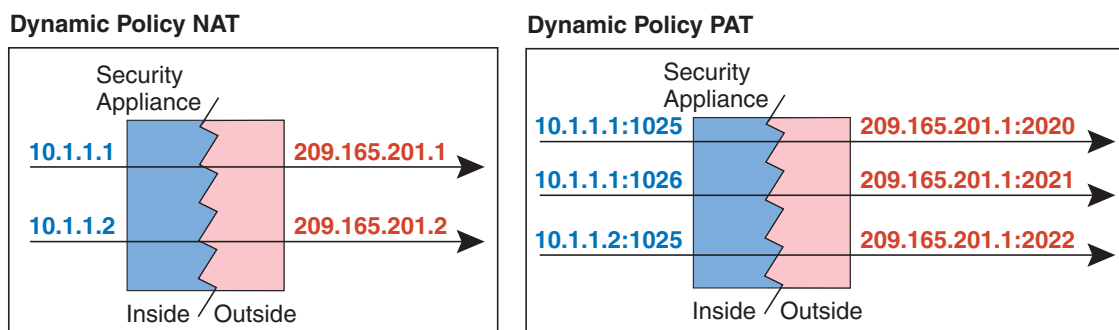 Dynamic Policy NAT
Security
Appliance
10.1.1.1
209.165.201.1
10.1.1.2
209.165.201.2
Inside
Outside
Dynamic Policy PAT
Security
Appliance
10.1.1.1:1025
209.165.201.1:2020
10.1.1.1:1026
209.165.201.1:2021
10.1.1.2:1025
209.165.201.1:2022
Inside
Outside